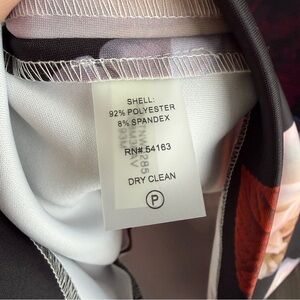 SHELL:
92% POLYESTER
8% SPANDEX
RN#.54163
DRY CLEAN
P